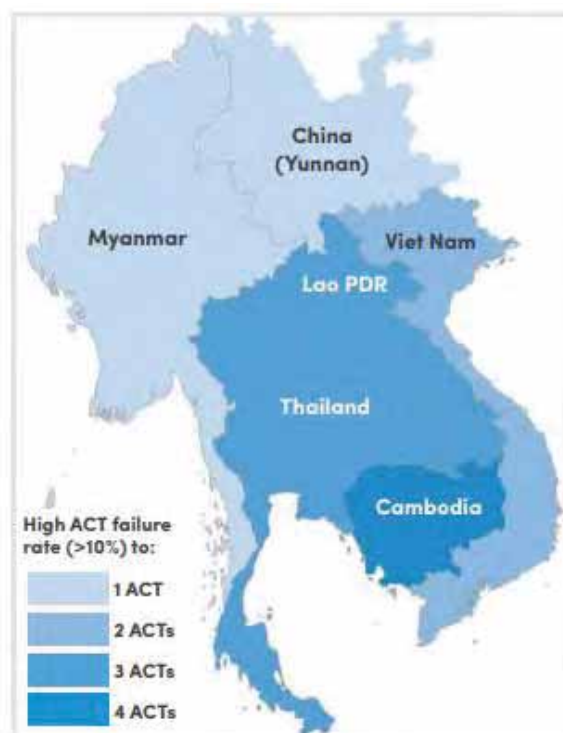 China
(Yunnan)
Myanmar
Viet Nam
Lao PDR
Thailand
Cambodia
High ACT failure
rate (>10%) to:
1 ACT
2 ACTs
3 ACTs
4 ACTs